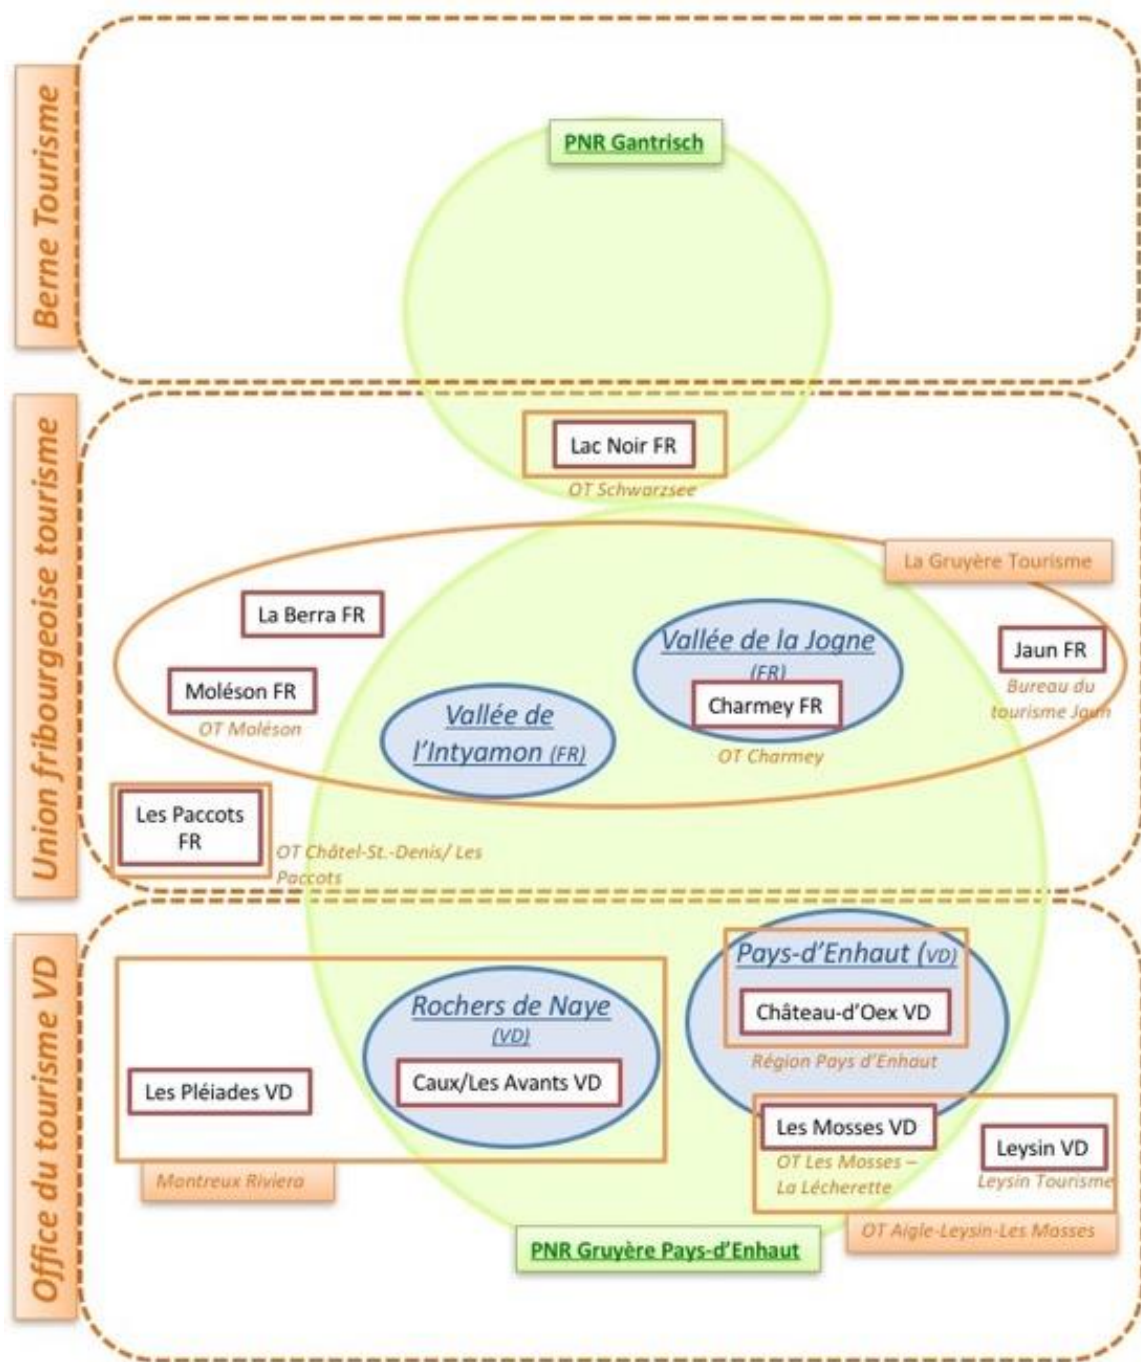 Berne Tourisme
PNR Gantrisch
Union fribourgeoise tourisme
Lac Noir FR
OT Schwarzsee
La Gruyère Tourisme
La Berra FR
Vallée de la Jogne
(FR)
Charmey FR
OT Charmey
Jaun FR
Bureau du
tourisme Jaun
Moléson FR
OT Moléson
Vallée de
l'Intyamon (FR)
Les Paccots
FR
OT Châtel-St.-Denis/ Les
Paccots
Office du tourisme VD
Pays-d'Enhaut (VD)
Château-d'Oex VD
Région Pays d'Enhaut
Rochers de Naye
(VD)
Caux/Les Avants VD
Les Pléiades VD
Montreux Riviera
Les Mosses VD
OT Les Mosses –
La Lécherette
Leysin VD
Leysin Tourisme
OT Aigle-Leysin-Les Mosses
PNR Gruyère Pays-d'Enhaut